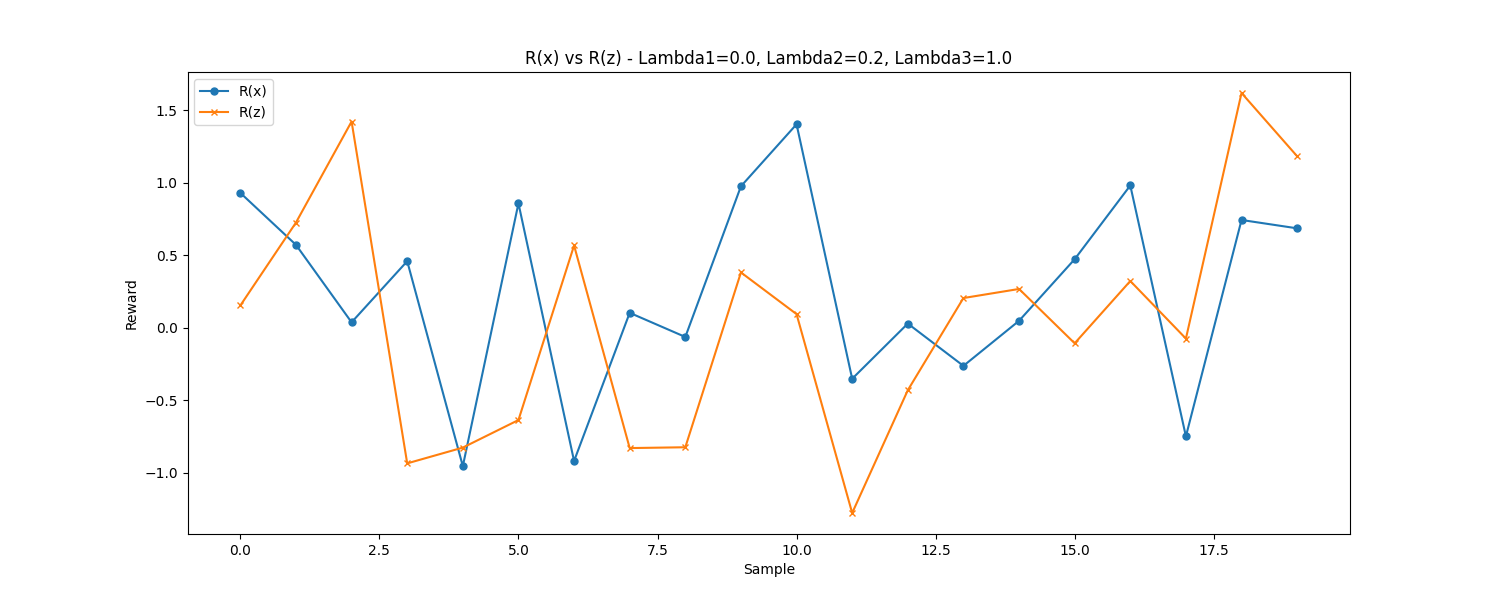 R(x) vs R(z) - Lambda1=0.0, Lambda2=0.2, Lambda3=1.0
R(x)
R(z)
1.5
1.0
0.5
0.0
−0.5
−1.0
Reward
0.0 2.5 5.0 7.5 10.0 12.5 15.0 17.5
Sample